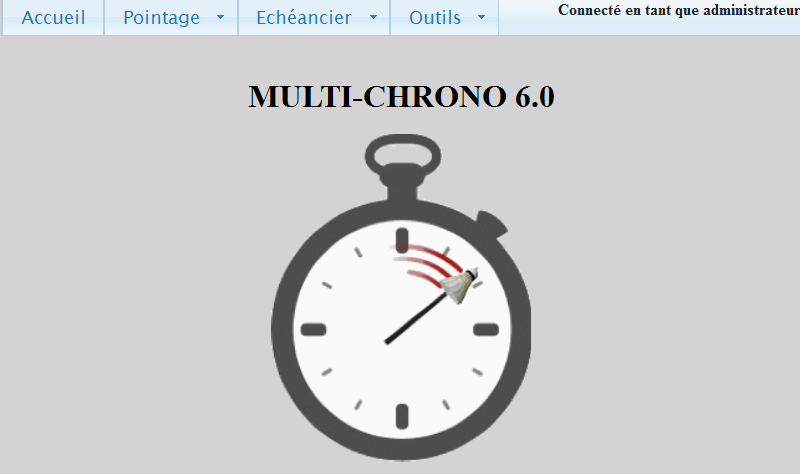 Accueil Pointage Echéancier Outils Connecté en tant que administrateur
MULTI-CHRONO 6.0